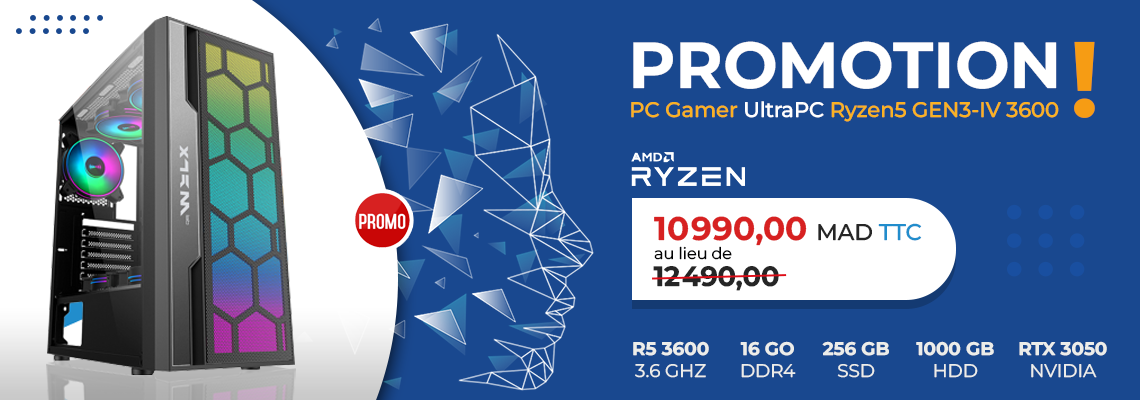 XTRM
PROMO
PROMOTION !
PC Gamer UltraPC Ryzen5 GEN3-IV 3600
AMD
RYZEN
10990,00 MAD TTC
au lieu de
12490,00
R5 3600
3.6 GHZ
16 GO
DDR4
256 GB
SSD
1000 GB
HDD
RTX 3050
NVIDIA